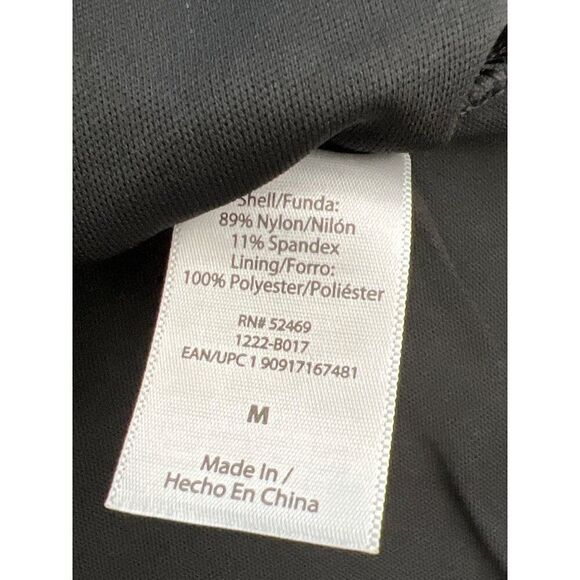 Shell/Funda:
89% Nylon/Nilón
11% Spandex
Lining/Forro:
100% Polyester/Poliéster
RN# 52469
1222-B017
EAN/UPC 1 90917167481
M
Made In /
Hecho En China